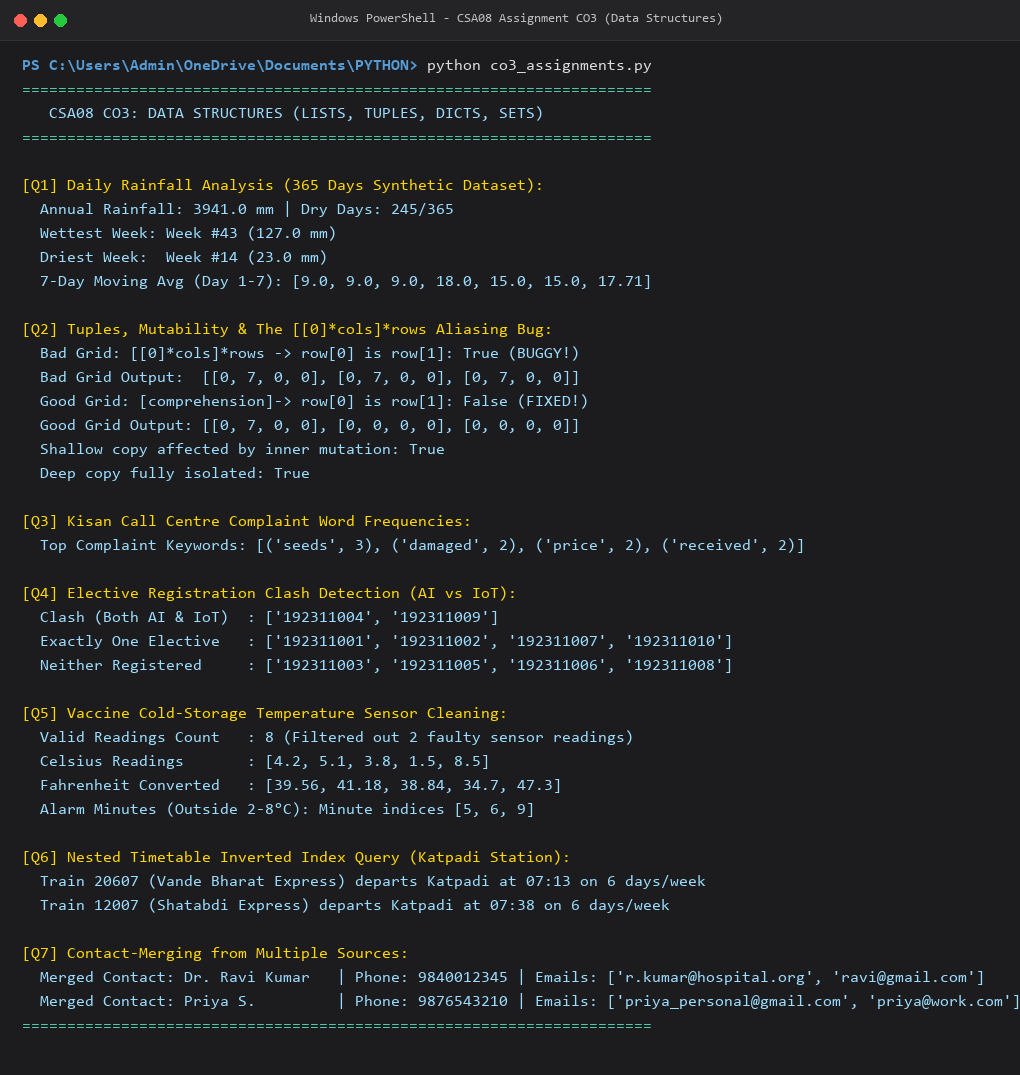 Windows PowerShell - CSA08 Assignment CO3 (Data Structures)
PS C:\Users\Admin\OneDrive\Documents\PYTHON> python co3_assignments.py
======================================================================
   CSA08 CO3: DATA STRUCTURES (LISTS, TUPLES, DICTS, SETS)
======================================================================

[Q1] Daily Rainfall Analysis (365 Days Synthetic Dataset):
  Annual Rainfall: 3941.0 mm | Dry Days: 245/365
  Wettest Week: Week #43 (127.0 mm)
  Driest Week:  Week #14 (23.0 mm)
  7-Day Moving Avg (Day 1-7): [9.0, 9.0, 9.0, 18.0, 15.0, 15.0, 17.71]

[Q2] Tuples, Mutability & The [[0]*cols]*rows Aliasing Bug:
  Bad Grid: [[0]*cols]*rows -> row[0] is row[1]: True (BUGGY!)
  Bad Grid Output:  [[0, 7, 0, 0], [0, 7, 0, 0], [0, 7, 0, 0]]
  Good Grid: [comprehension]-> row[0] is row[1]: False (FIXED!)
  Good Grid Output: [[0, 7, 0, 0], [0, 0, 0, 0], [0, 0, 0, 0]]
  Shallow copy affected by inner mutation: True
  Deep copy fully isolated: True

[Q3] Kisan Call Centre Complaint Word Frequencies:
  Top Complaint Keywords: [('seeds', 3), ('damaged', 2), ('price', 2), ('received', 2)]

[Q4] Elective Registration Clash Detection (AI vs IoT):
  Clash (Both AI & IoT)  : ['192311004', '192311009']
  Exactly One Elective   : ['192311001', '192311002', '192311007', '192311010']
  Neither Registered     : ['192311003', '192311005', '192311006', '192311008']

[Q5] Vaccine Cold-Storage Temperature Sensor Cleaning:
  Valid Readings Count   : 8 (Filtered out 2 faulty sensor readings)
  Celsius Readings       : [4.2, 5.1, 3.8, 1.5, 8.5]
  Fahrenheit Converted   : [39.56, 41.18, 38.84, 34.7, 47.3]
  Alarm Minutes (Outside 2-8°C): Minute indices [5, 6, 9]

[Q6] Nested Timetable Inverted Index Query (Katpadi Station):
  Train 20607 (Vande Bharat Express) departs Katpadi at 07:13 on 6 days/week
  Train 12007 (Shatabdi Express) departs Katpadi at 07:38 on 6 days/week

[Q7] Contact-Merging from Multiple Sources:
  Merged Contact: Dr. Ravi Kumar   | Phone: 9840012345 | Emails: ['r.kumar@hospital.org', 'ravi@gmail.com']
  Merged Contact: Priya S.         | Phone: 9876543210 | Emails: ['priya_personal@gmail.com', 'priya@work.com']
======================================================================